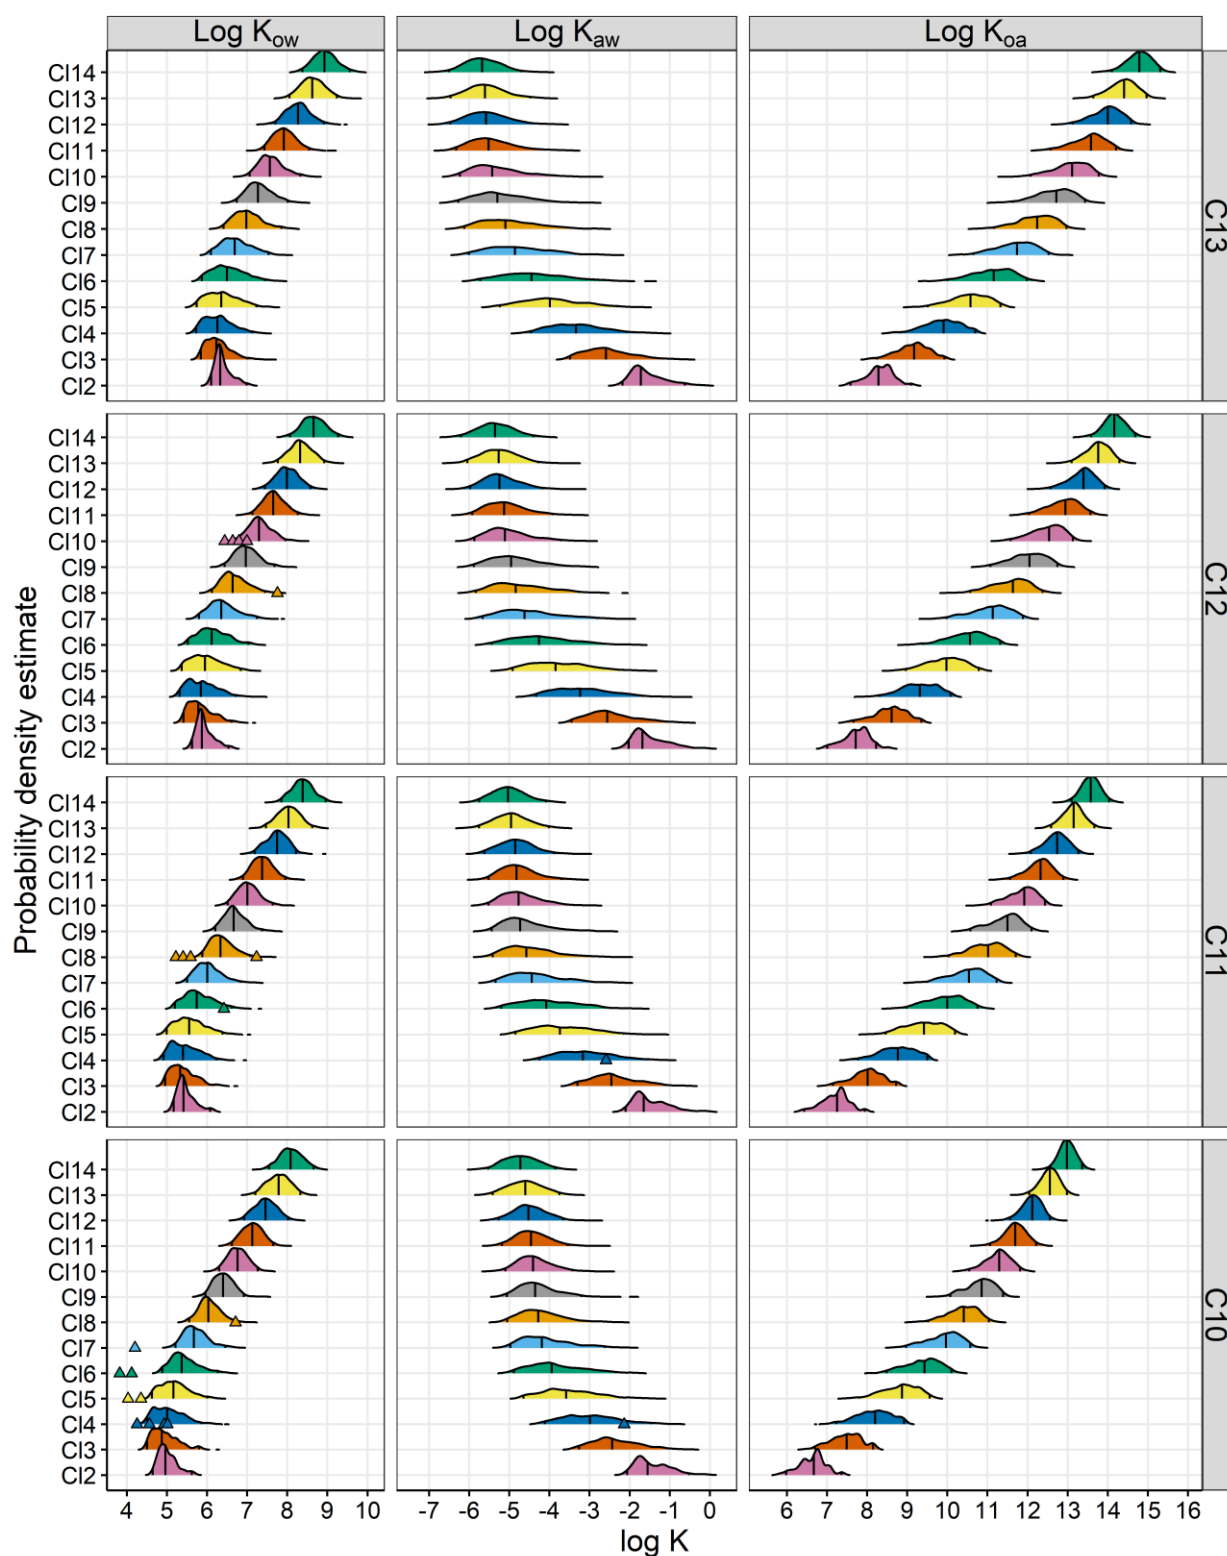 Log Kow Log Kaw Log Koa
Cl14
Cl13
Cl12
Cl11
Cl10
Cl9
Cl8
Cl7
Cl6
Cl5
Cl4
Cl3
Cl2
C13
Cl14
Cl13
Cl12
Cl11
Cl10
Cl9
Cl8
Cl7
Cl6
Cl5
Cl4
Cl3
Cl2
C12
Probability density estimate
Cl14
Cl13
Cl12
Cl11
Cl10
Cl9
Cl8
Cl7
Cl6
Cl5
Cl4
Cl3
Cl2
C11
Cl14
Cl13
Cl12
Cl11
Cl10
Cl9
Cl8
Cl7
Cl6
Cl5
Cl4
Cl3
Cl2
C10
4 5 6 7 8 9 10 -7 -6 -5 -4 -3 -2 -1 0 6 7 8 9 10 11 12 13 14 15 16
log K